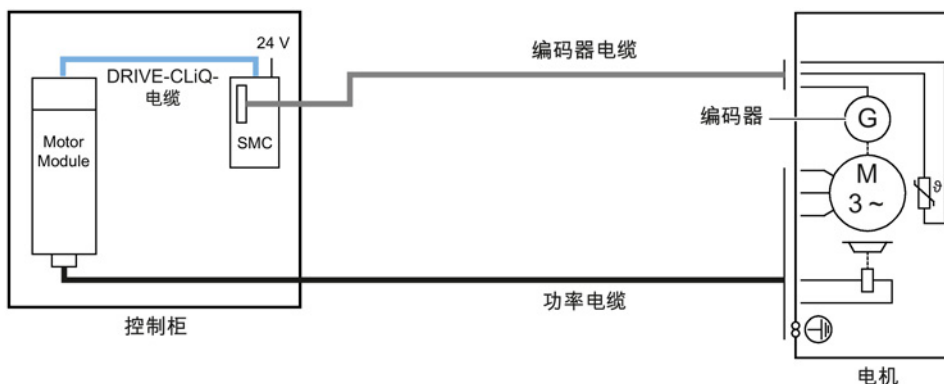 24 V
DRIVE-CLiQ-
电缆
Motor
Module
SMC
控制柜
编码器电缆
编码器
功率电缆
G
M
3 ~
ϑ
电机